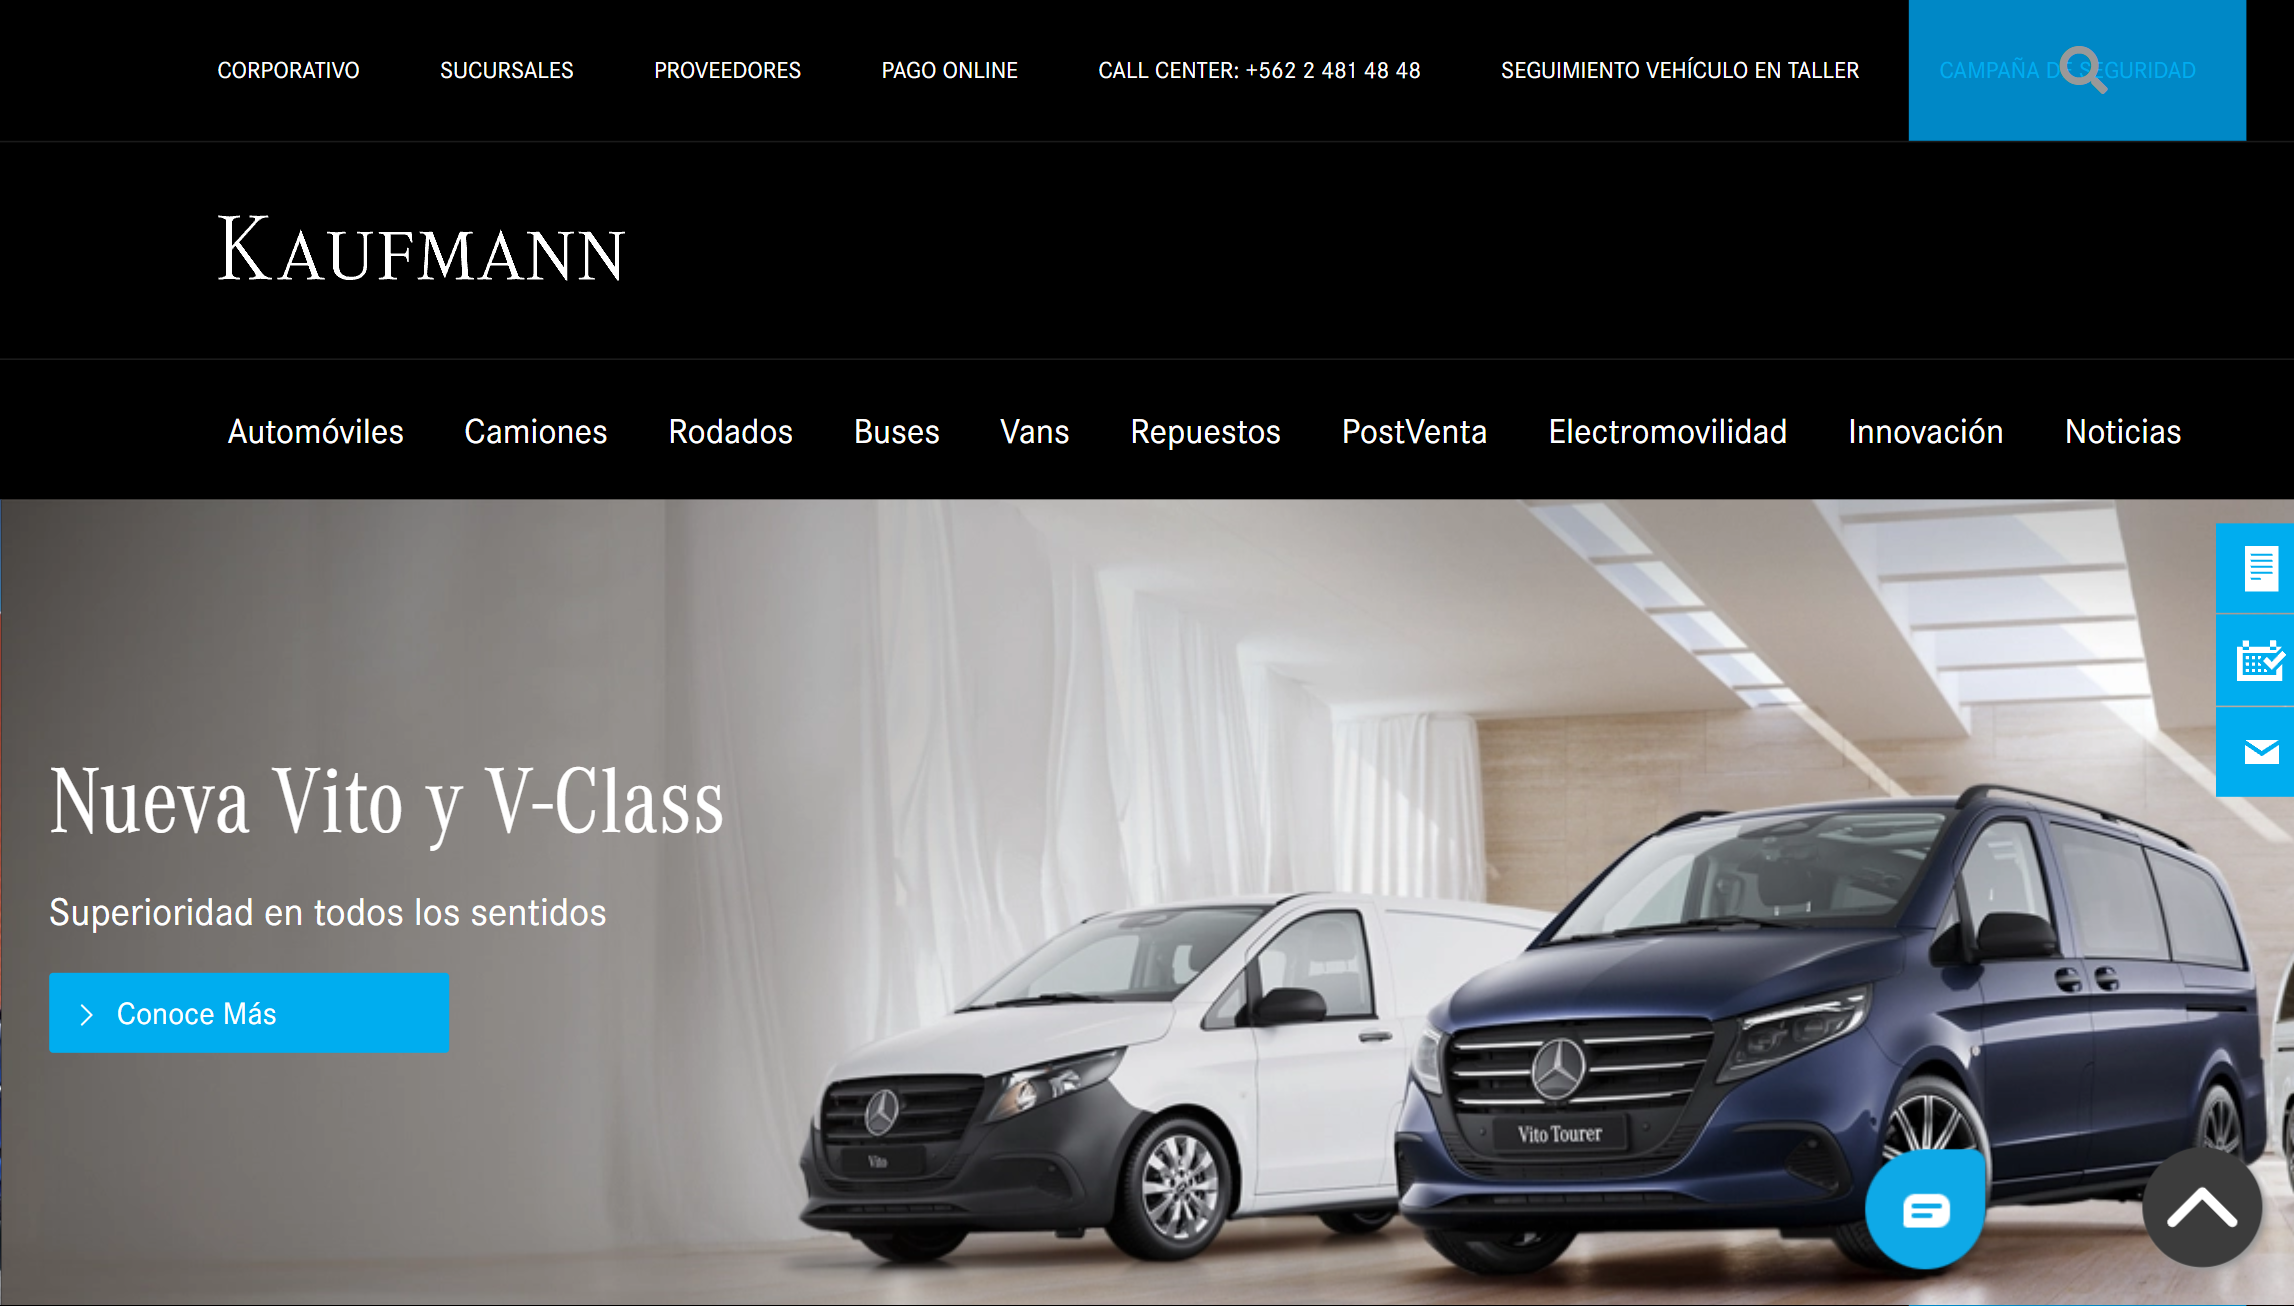 CORPORATIVO SUCURSALES PROVEEDORES PAGO ONLINE CALL CENTER: +562 2 481 48 48 SEGUIMIENTO VEHÍCULO EN TALLER CAMPAÑA DE SEGURIDAD
KAUFMANN
Automóviles Camiones Rodados Buses Vans Repuestos PostVenta Electromovilidad Innovación Noticias
Nueva Vito y V-Class
Superioridad en todos los sentidos
Conoce Más
Vito Tourer
Vito